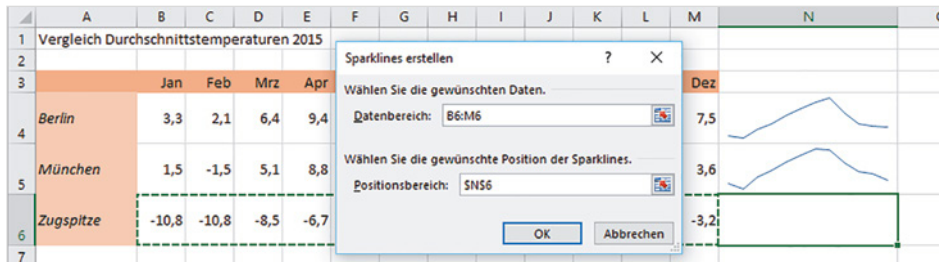 A B C D E F G H I J K L M N
1 Vergleich Durchschnittstemperaturen 2015
2
3 Jan Feb Mrz Apr Dez
4 Berlin 3,3 2,1 6,4 9,4 7,5
5 München 1,5 -1,5 5,1 8,8 3,6
6 Zugspitze -10,8 -10,8 -8,5 -6,7 -3,2
7
Sparklines erstellen ? ×
Wählen Sie die gewünschten Daten.
Datenbereich: B6:M6
Wählen Sie die gewünschte Position der Sparklines.
Positionsbereich: $N$6
OK Abbrechen